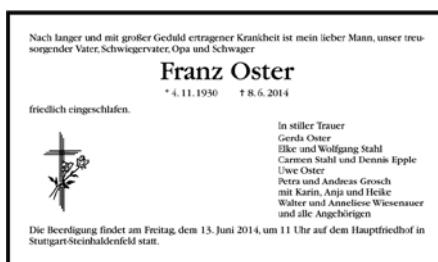 Nach langer und mit großer Geduld ertragener Krankheit ist mein lieber Mann, unser treu-
sorgender Vater, Schwiegervater, Opa und Schwager
Franz Oster
* 4. 11. 1930 † 8. 6. 2014
friedlich eingeschlafen.
In stiller Trauer
Gerda Oster
Elke und Wolfgang Stahl
Carmen Stahl und Dennis Epple
Uwe Oster
Petra und Andreas Grosch
mit Karin, Anja und Heike
Walter und Anneliese Wiesenauer
und alle Angehörigen
Die Beerdigung findet am Freitag, dem 13. Juni 2014, um 11 Uhr auf dem Hauptfriedhof in
Stuttgart-Steinhaldenfeld statt.